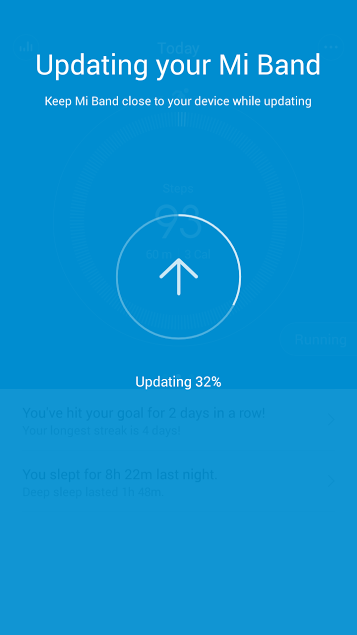 Today
Updating your Mi Band
Keep Mi Band close to your device while updating
Steps
93
Running
Updating 32%
You've hit your goal for 2 days in a row!
Your longest streak is 4 days!
You slept for 8h 22m last night.
Deep sleep lasted 1h 48m.